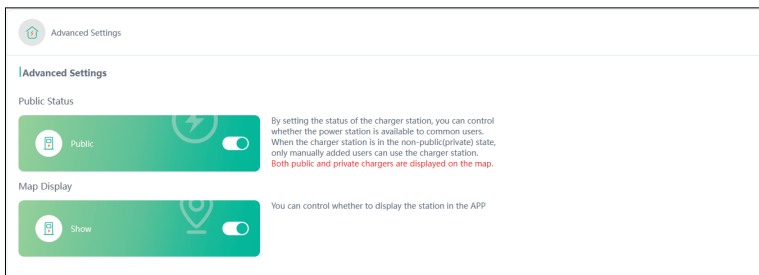 Advanced Settings
Advanced Settings
Public Status
Public
By setting the status of the charger station, you can control
whether the power station is available to common users.
When the charger station is in the non-public(private) state,
only manually added users can use the charger station.
Both public and private chargers are displayed on the map.
Map Display
Show
You can control whether to display the station in the APP